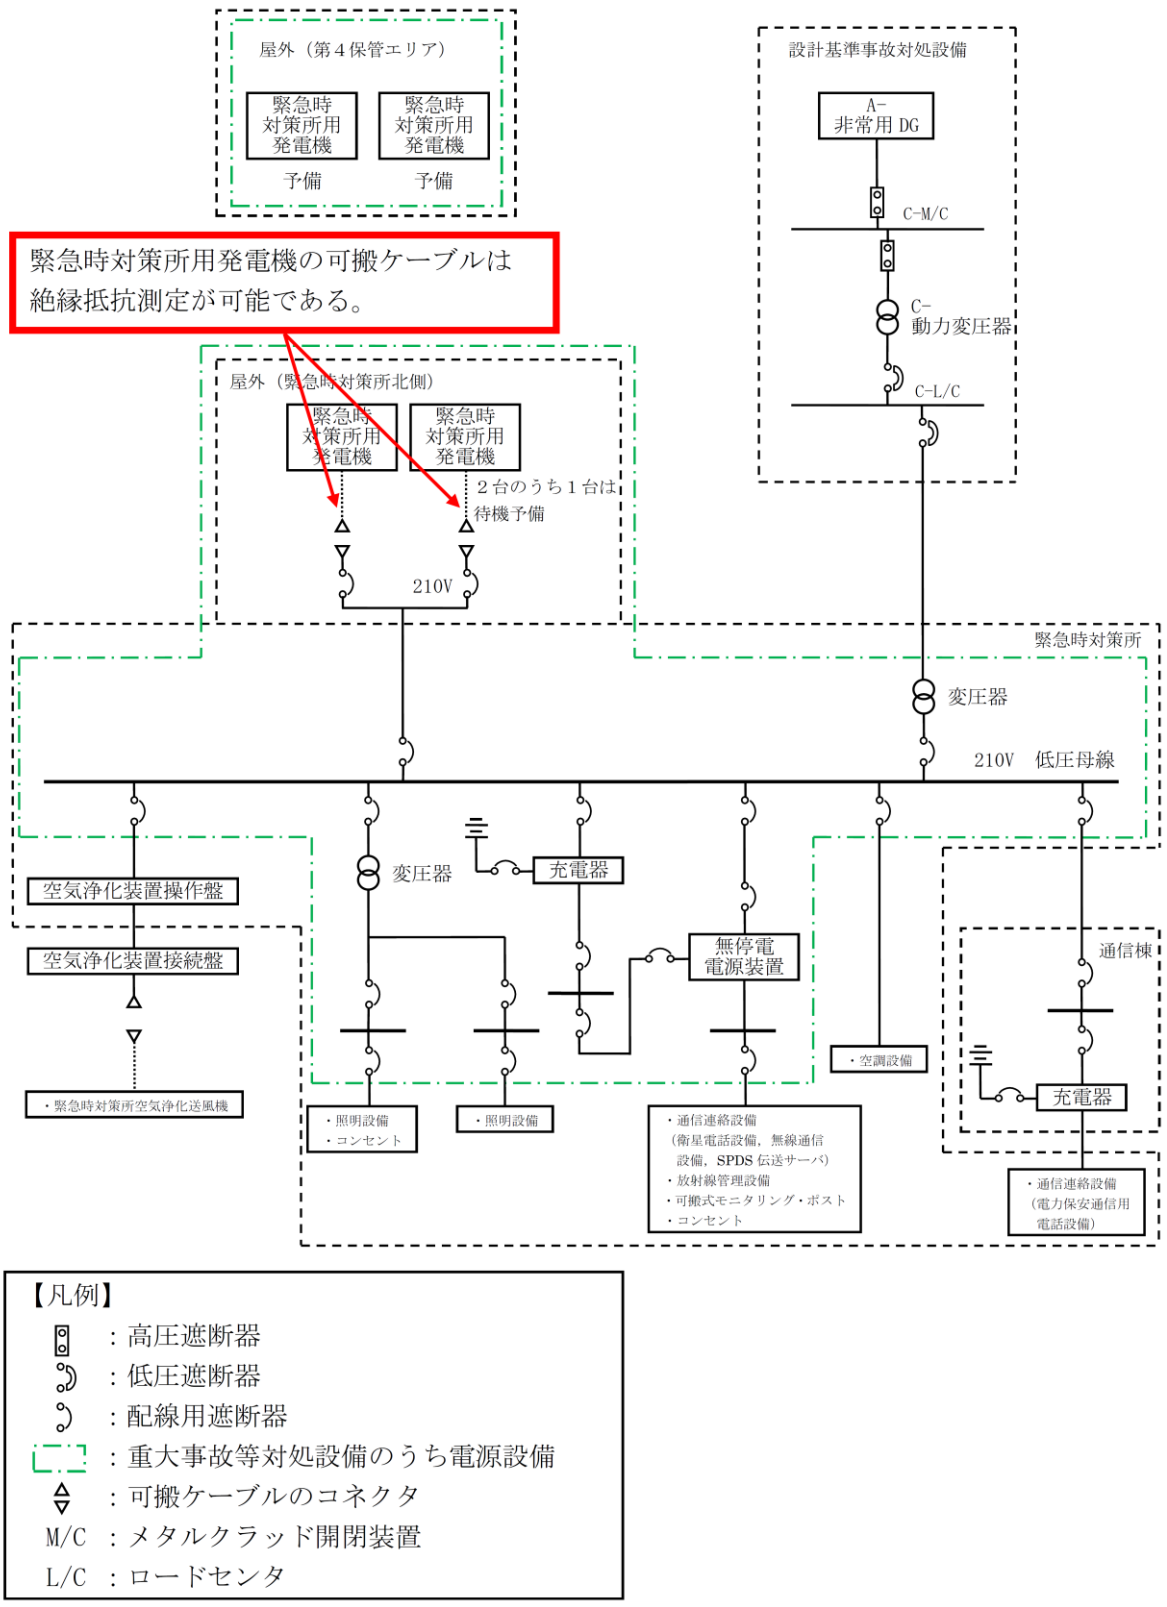 屋外（第４保管エリア）
緊急時
対策所用
発電機
緊急時
対策所用
発電機
予備
予備
設計基準事故対処設備
A-
非常用 DG
C-M/C
C-
動力変圧器
C-L/C
緊急時対策所用発電機の可搬ケーブルは
絶縁抵抗測定が可能である。
屋外（緊急時対策所北側）
緊急時
対策所用
発電機
緊急時
対策所用
発電機
２台のうち１台は
待機予備
210V
緊急時対策所
変圧器
210V 低圧母線
変圧器
充電器
空気浄化装置操作盤
空気浄化装置接続盤
無停電
電源装置
通信棟
・空調設備
充電器
・緊急時対策所空気浄化送風機
・照明設備
・コンセント
・照明設備
・通信連絡設備
（衛星電話設備，無線通信
設備，SPDS 伝送サーバ）
・放射線管理設備
・可搬式モニタリング・ポスト
・コンセント
・通信連絡設備
（電力保安通信用
電話設備）
【凡例】
：高圧遮断器
：低圧遮断器
：配線用遮断器
：重大事故等対処設備のうち電源設備
：可搬ケーブルのコネクタ
M/C ：メタルクラッド開閉装置
L/C ：ロードセンタ